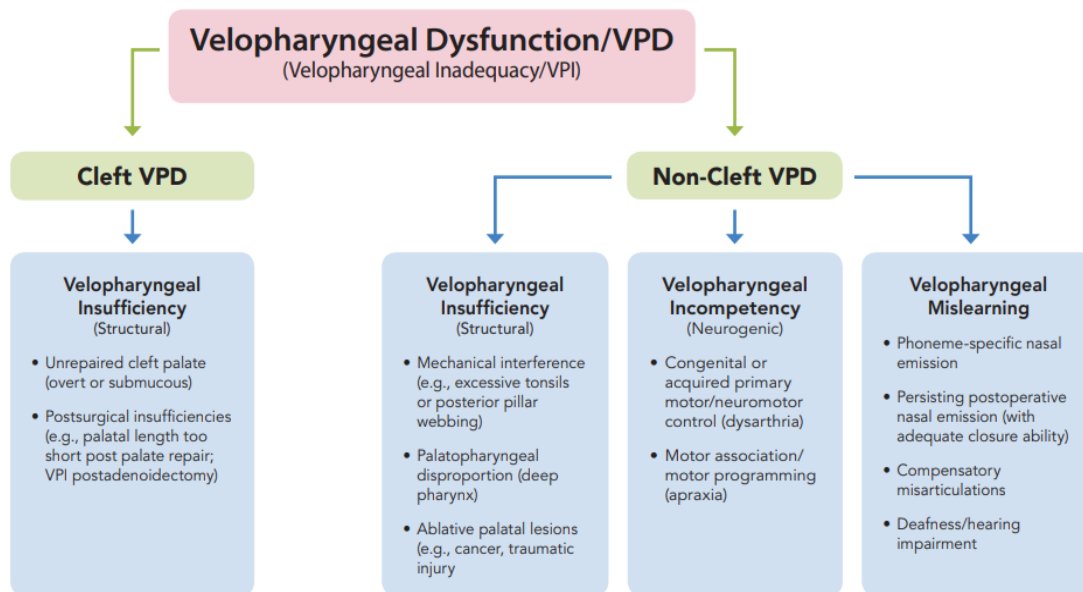 Velopharyngeal Dysfunction/VPD
(Velopharyngeal Inadequacy/VPI)
Cleft VPD
Non-Cleft VPD
Velopharyngeal
Insufficiency
(Structural)
• Unrepaired cleft palate
(overt or submucous)
• Postsurgical insufficiencies
(e.g., palatal length too
short post palate repair;
VPI postadenoidectomy)
Velopharyngeal
Insufficiency
(Structural)
• Mechanical interference
(e.g., excessive tonsils
or posterior pillar
webbing)
• Palatopharyngeal
disproportion (deep
pharynx)
• Ablative palatal lesions
(e.g., cancer, traumatic
injury
Velopharyngeal
Incompetency
(Neurogenic)
• Congenital or
acquired primary
motor/neuromotor
control (dysarthria)
• Motor association/
motor programming
(apraxia)
Velopharyngeal
Mislearning
• Phoneme-specific nasal
emission
• Persisting postoperative
nasal emission (with
adequate closure ability)
• Compensatory
misarticulations
• Deafness/hearing
impairment